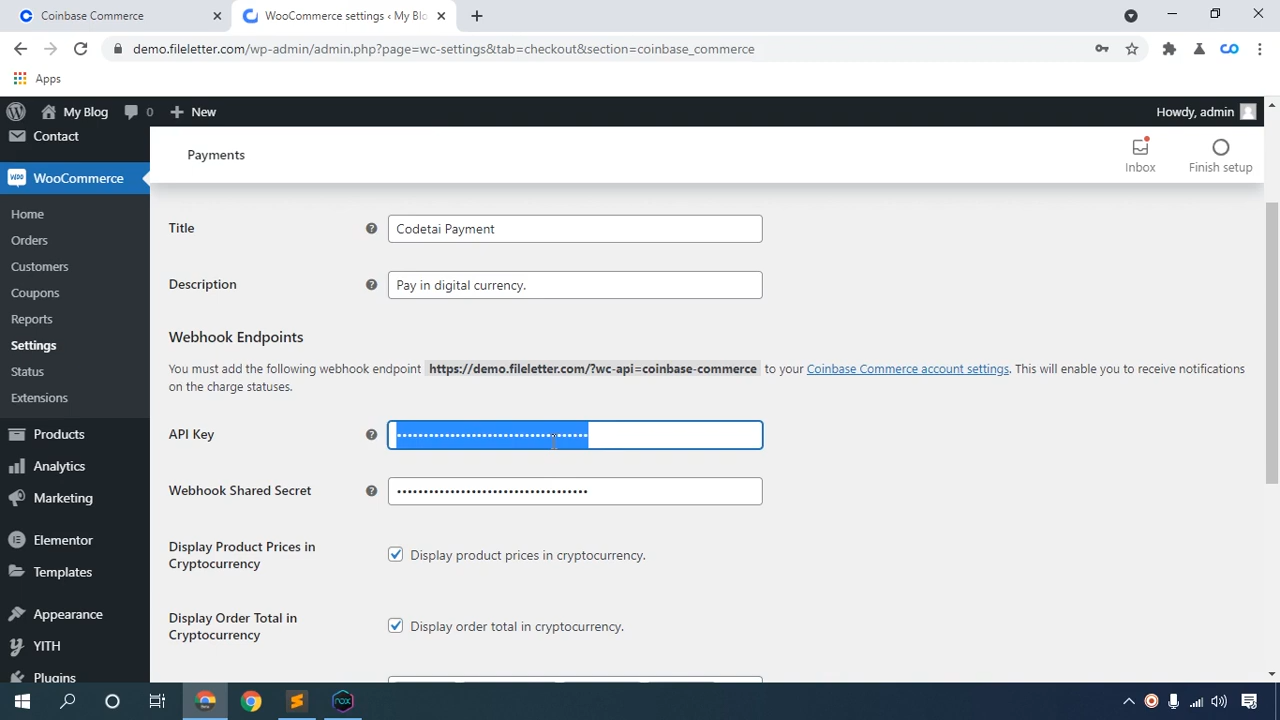 Coinbase Commerce
WooCommerce settings ‹ My Blo
demo.fileletter.com/wp-admin/admin.php?page=wc-settings&tab=checkout&section=coinbase_commerce
Apps
My Blog
0
New
Howdy, admin
Contact
WooCommerce
Home
Orders
Customers
Coupons
Reports
Settings
Status
Extensions
Products
Analytics
Marketing
Elementor
Templates
Appearance
YITH
Plugins
Payments
Inbox
Finish setup
Title
Codetai Payment
Description
Pay in digital currency.
Webhook Endpoints
You must add the following webhook endpoint https://demo.fileletter.com/?wc-api=coinbase-commerce to your Coinbase Commerce account settings. This will enable you to receive notifications
on the charge statuses.
API Key
Webhook Shared Secret
Display Product Prices in
Cryptocurrency
Display product prices in cryptocurrency.
Display Order Total in
Cryptocurrency
Display order total in cryptocurrency.